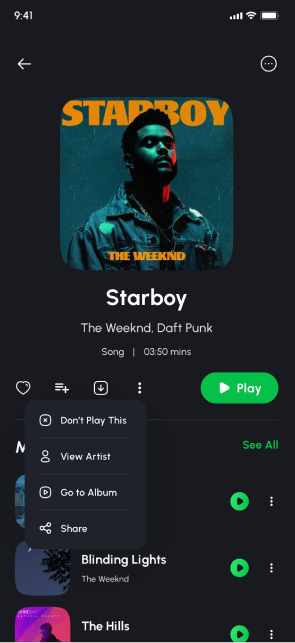 9:41
STARBOY
THE WEEKND
Starboy
The Weeknd, Daft Punk
Song | 03:50 mins
Play
Don't Play This
M
See All
View Artist
Go to Album
Share
Blinding Lights
The Weeknd
The Hills